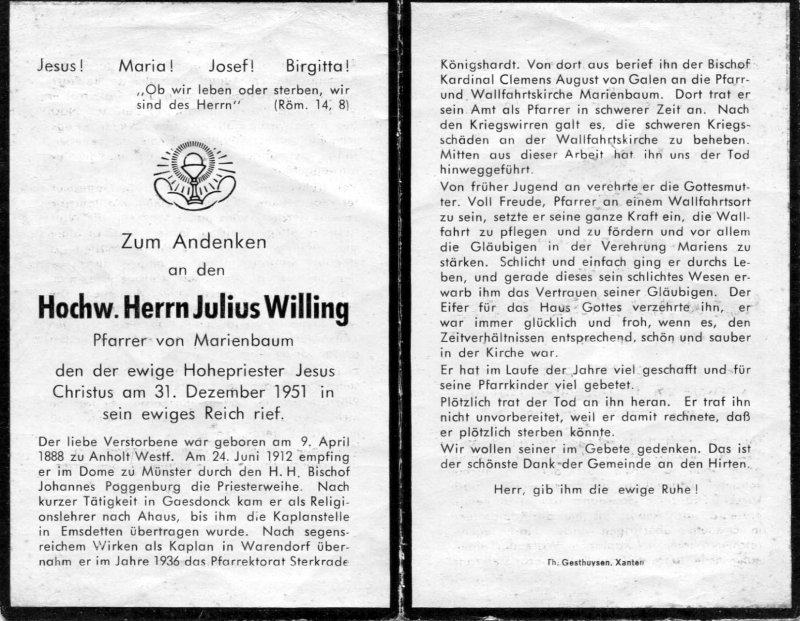 Jesus! Maria! Josef! Birgitta!
„Ob wir leben oder sterben, wir
sind des Herrn" (Röm. 14, 8)
Zum Andenken
an den
Hochw. Herrn Julius Willing
Pfarrer von Marienbaum
den der ewige Hohepriester Jesus
Christus am 31. Dezember 1951 in
sein ewiges Reich rief.
Der liebe Verstorbene war geboren am 9. April
1888 zu Anholt Westf. Am 24. Juni 1912 empfing
er im Dome zu Münster durch den H. H. Bischof
Johannes Poggenburg die Priesterweihe. Nach
kurzer Tätigkeit in Gaesdonck kam er als Religi-
onslehrer nach Ahaus, bis ihm die Kaplanstelle
in Emsdetten übertragen wurde. Nach segens-
reichem Wirken als Kaplan in Warendorf über-
nahm er im Jahre 1936 das Pfarrektorat Sterkrade
Königshardt. Von dort aus berief ihn der Bischof
Kardinal Clemens August von Galen an die Pfarr-
und Wallfahrtskirche Marienbaum. Dort trat er
sein Amt als Pfarrer in schwerer Zeit an. Nach
den Kriegswirren galt es, die schweren Kriegs-
schäden an der Wallfahrtskirche zu beheben.
Mitten aus dieser Arbeit hat ihn uns der Tod
hinweggeführt.
Von früher Jugend an verehrte er die Gottesmut-
ter. Voll Freude, Pfarrer an einem Wallfahrtsort
zu sein, setzte er seine ganze Kraft ein, die Wall-
fahrt zu pflegen und zu fördern und vor allem
die Gläubigen in der Verehrung Mariens zu
stärken. Schlicht und einfach ging er durchs Le-
ben, und gerade dieses sein schlichtes Wesen er-
warb ihm das Vertrauen seiner Gläubigen. Der
Eifer für das Haus Gottes verzehrte ihn, er
war immer glücklich und froh, wenn es, den
Zeitverhältnissen entsprechend, schön und sauber
in der Kirche war.
Er hat im Laufe der Jahre viel geschafft und für
seine Pfarrkinder viel gebetet.
Plötzlich trat der Tod an ihn heran. Er traf ihn
nicht unvorbereitet, weil er damit rechnete, daß
er plötzlich sterben könnte.
Wir wollen seiner im Gebete gedenken. Das ist
der schönste Dank der Gemeinde an den Hirten.
Herr, gib ihm die ewige Ruhe!
Th. Gesthuysen, Xanten